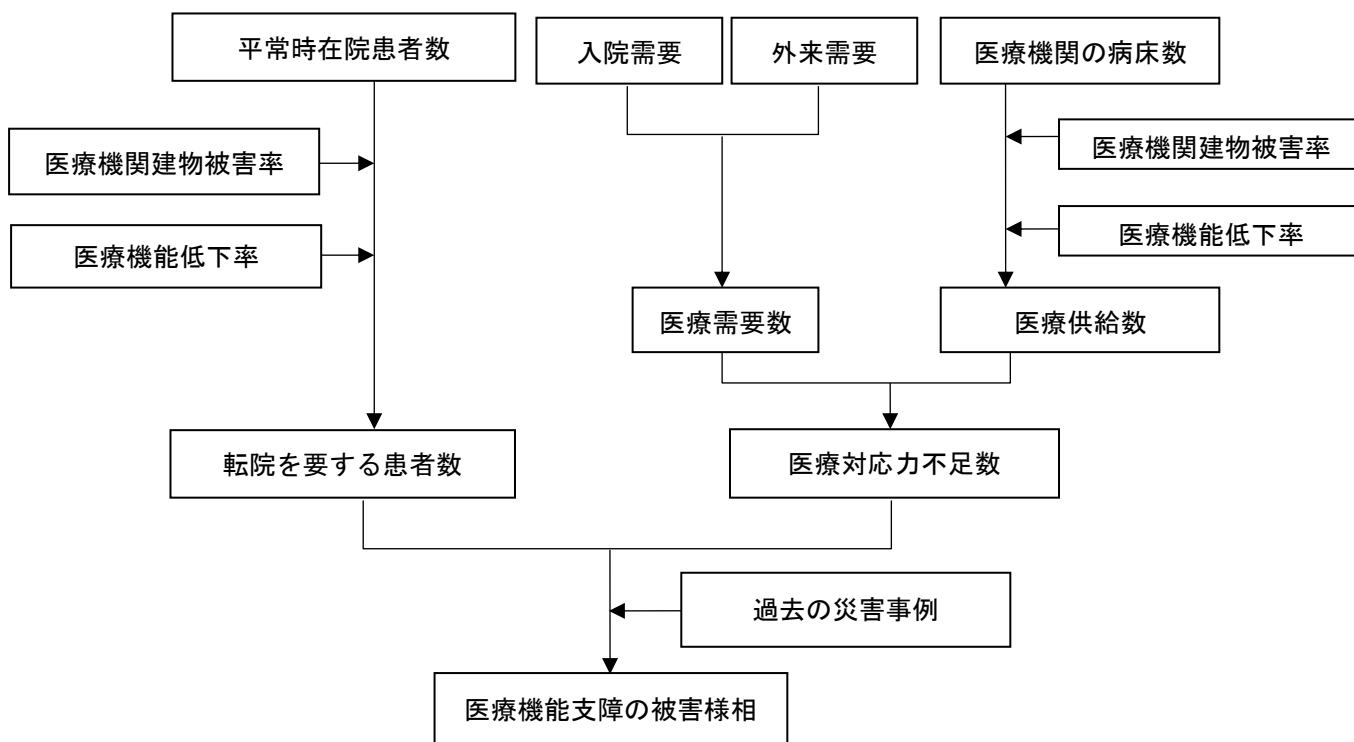 平常時在院患者数
入院需要
外来需要
医療機関の病床数
医療機関建物被害率
医療機関建物被害率
医療機能低下率
医療機能低下率
医療需要数
医療供給数
転院を要する患者数
医療対応力不足数
過去の災害事例
医療機能支障の被害様相